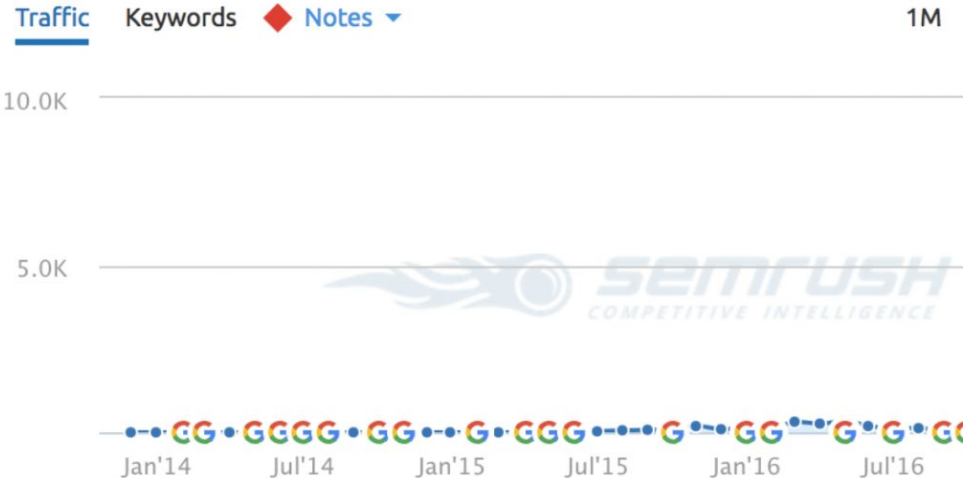 Traffic Keywords Notes 1M
10.0K
5.0K
semrush
COMPETITIVE INTELLIGENCE
Jan'14 Jul'14 Jan'15 Jul'15 Jan'16 Jul'16